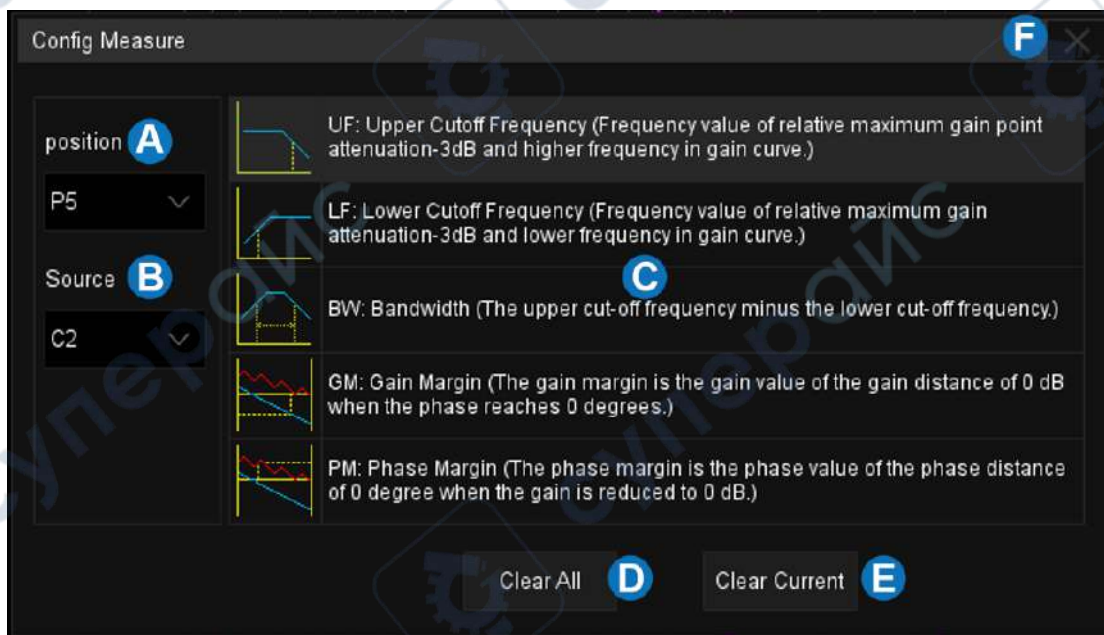 Config Measure
F
position A
P5
Source B
C2
UF: Upper Cutoff Frequency (Frequency value of relative maximum gain point
attenuation-3dB and higher frequency in gain curve.)
LF: Lower Cutoff Frequency (Frequency value of relative maximum gain
attenuation-3dB and lower frequency in gain curve.)
C
BW: Bandwidth (The upper cut-off frequency minus the lower cut-off frequency.)
GM: Gain Margin (The gain margin is the gain value of the gain distance of 0 dB
when the phase reaches 0 degrees.)
PM: Phase Margin (The phase margin is the phase value of the phase distance
of 0 degree when the gain is reduced to 0 dB.)
Clear All D
Clear Current E
суперайс
суперайс